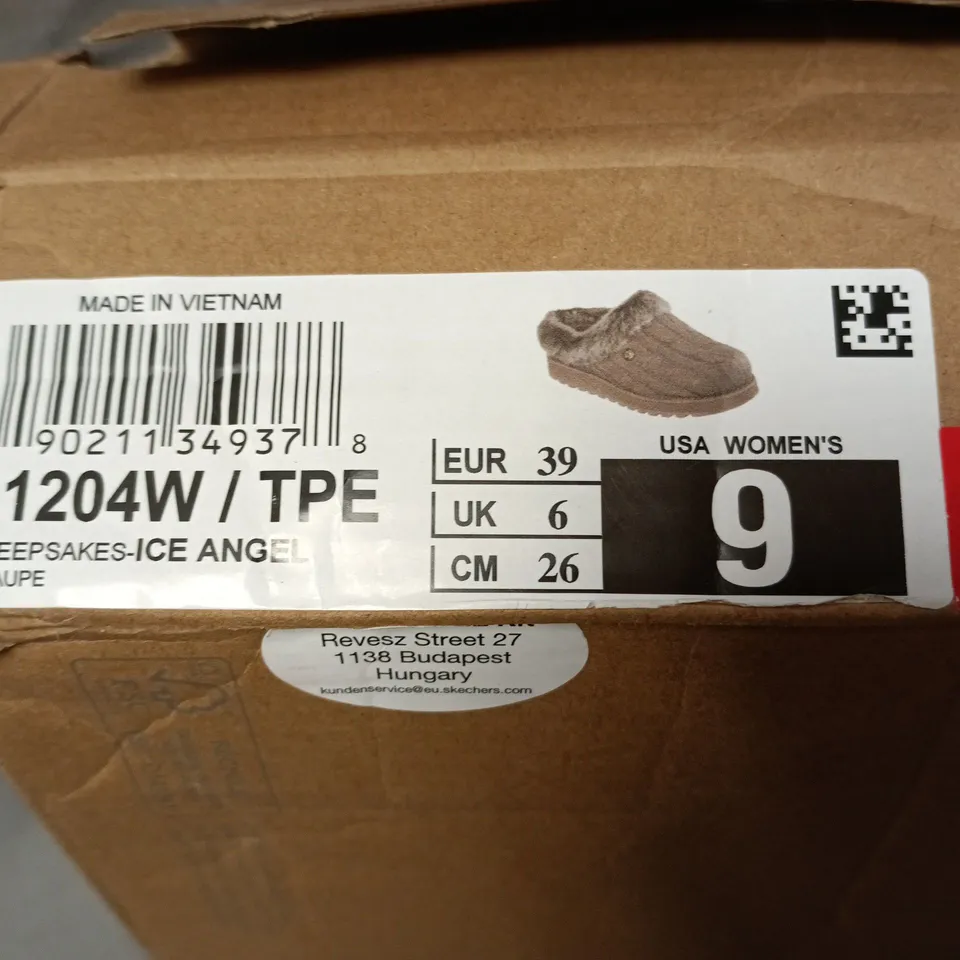 MADE IN VIETNAM
90211 34937 8
1204W / TPE
EEPSAKES-ICE ANGEL
AUPE
EUR 39
UK 6
CM 26
USA WOMEN'S
9
Revesz Street 27
1138 Budapest
Hungary
kundenservice@eu.skechers.com